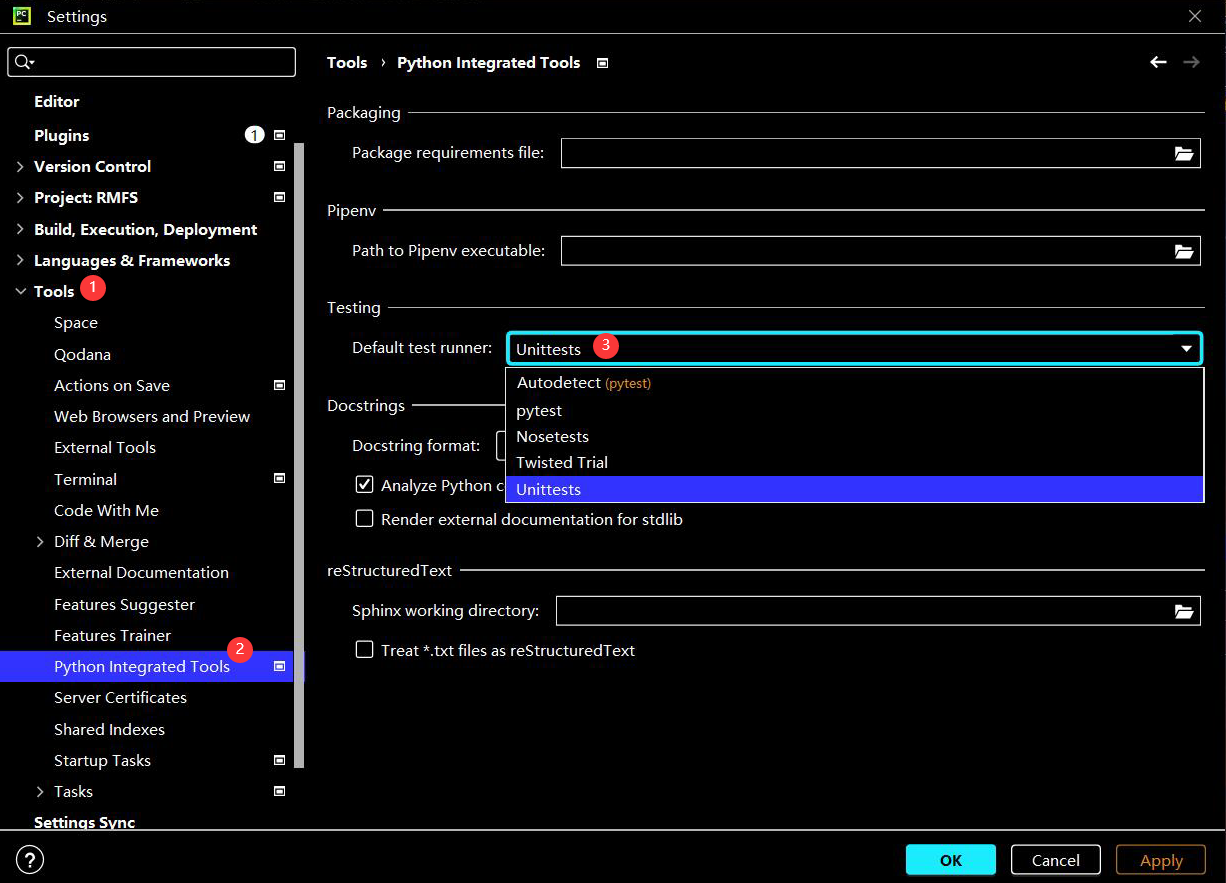 PC
Settings
Editor
Plugins 1
Version Control
Project: RMFS
Build, Execution, Deployment
Languages & Frameworks
Tools 1
Space
Qodana
Actions on Save
Web Browsers and Preview
External Tools
Terminal
Code With Me
Diff & Merge
External Documentation
Features Suggester
Features Trainer
Python Integrated Tools 2
Server Certificates
Shared Indexes
Startup Tasks
Tasks
Settings Sync
?
Tools › Python Integrated Tools
Packaging
Package requirements file:
Pipenv
Path to Pipenv executable:
Testing
Default test runner: Unittests 3
Autodetect (pytest)
pytest
Nosetests
Twisted Trial
Unittests
Docstrings
Docstring format:
Analyze Python c
Render external documentation for stdlib
reStructuredText
Sphinx working directory:
Treat *.txt files as reStructuredText
OK Cancel Apply